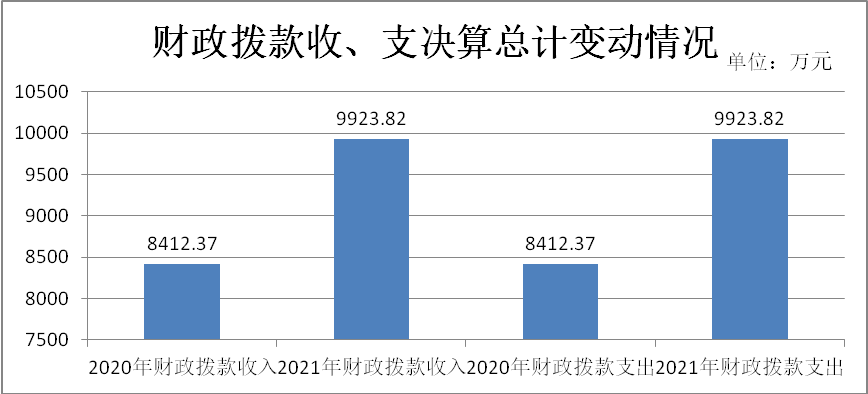 财政拨款收、支决算总计变动情况
单位：万元
10500
10000
9500
9000
8500
8000
7500
8412.37
9923.82
8412.37
9923.82
2020年财政拨款收入
2021年财政拨款收入
2020年财政拨款支出
2021年财政拨款支出